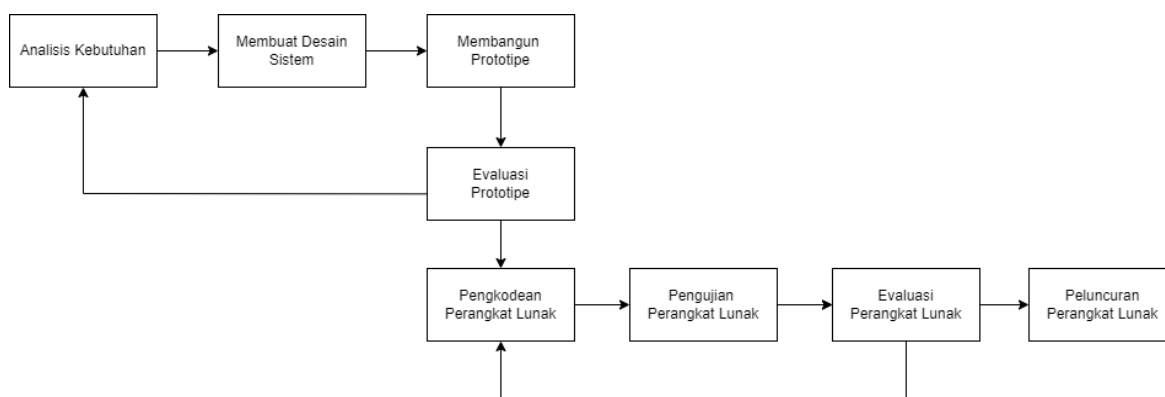 Analisis Kebutuhan
Membuat Desain
Sistem
Membangun
Prototipe
Evaluasi
Prototipe
Pengkodean
Perangkat Lunak
Pengujian
Perangkat Lunak
Evaluasi
Perangkat Lunak
Peluncuran
Perangkat Lunak